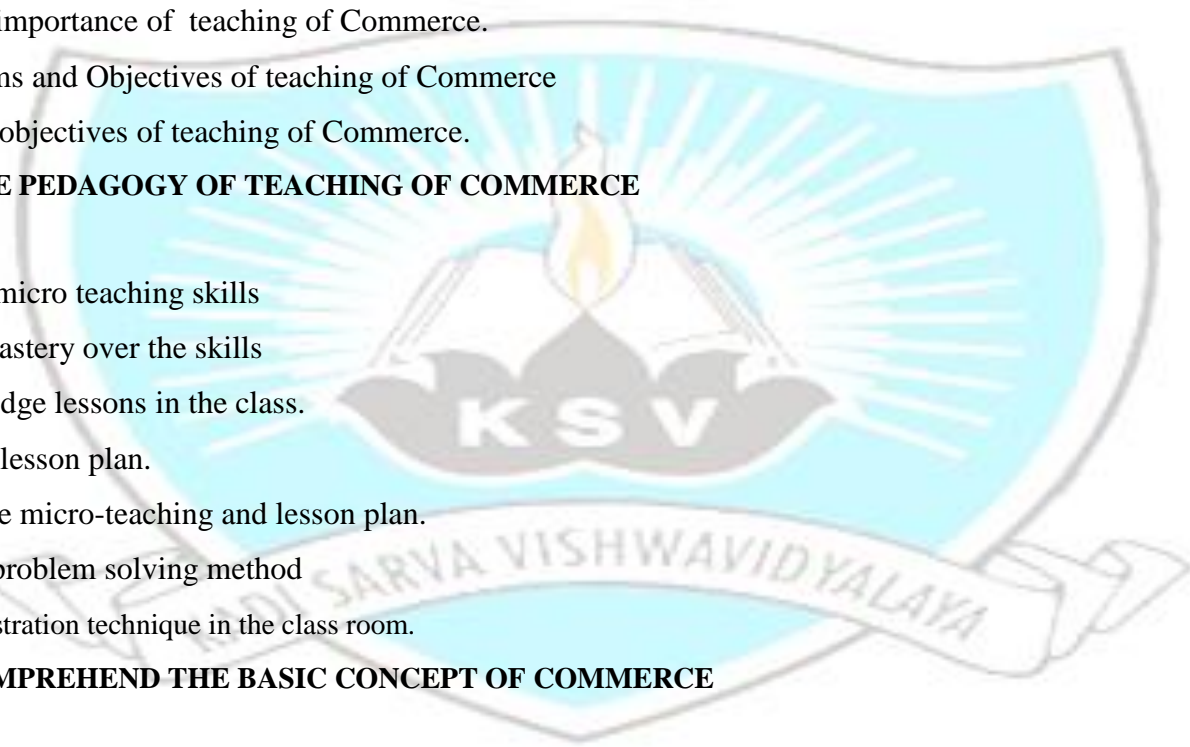 importance of teaching of Commerce.
ns and Objectives of teaching of Commerce
objectives of teaching of Commerce.
E PEDAGOGY OF TEACHING OF COMMERCE
micro teaching skills
astery over the skills
dge lessons in the class.
lesson plan.
e micro-teaching and lesson plan.
problem solving method
stration technique in the class room.
MPREHEND THE BASIC CONCEPT OF COMMERCE
KSV
KADI SARVA VISHWAVIDYALAYA